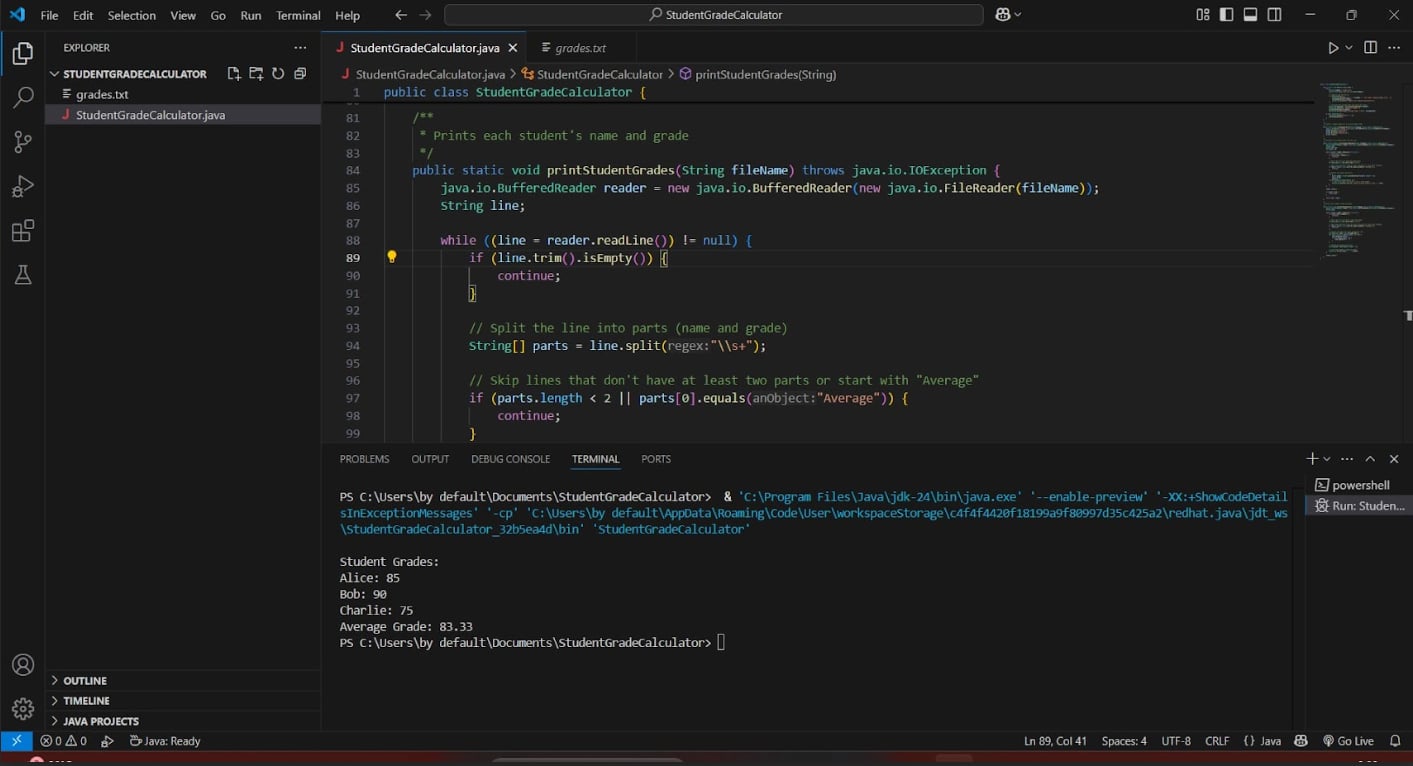 File Edit Selection View Go Run Terminal Help
StudentGradeCalculator
EXPLORER
STUDENTGRADECALCULATOR
grades.txt
J StudentGradeCalculator.java
OUTLINE
TIMELINE
JAVA PROJECTS
J StudentGradeCalculator.java grades.txt
J StudentGradeCalculator.java > StudentGradeCalculator > printStudentGrades(String)
1 public class StudentGradeCalculator {
81 /**
82 * Prints each student's name and grade
83 */
84 public static void printStudentGrades(String fileName) throws java.io.IOException {
85 java.io.BufferedReader reader = new java.io.BufferedReader(new java.io.FileReader(fileName));
86 String line;
87
88 while ((line = reader.readLine()) != null) {
89 if (line.trim().isEmpty()) {
90 continue;
91 }
92
93 // Split the line into parts (name and grade)
94 String[] parts = line.split(regex:"\\s+");
95
96 // Skip lines that don't have at least two parts or start with "Average"
97 if (parts.length < 2 || parts[0].equals(anObject:"Average")) {
98 continue;
99 }
PROBLEMS OUTPUT DEBUG CONSOLE TERMINAL PORTS
PS C:\Users\by default\Documents\StudentGradeCalculator> & 'C:\Program Files\Java\jdk-24\bin\java.exe' '--enable-preview' '-XX:+ShowCodeDetail
sInExceptionMessages' '-cp' 'C:\Users\by default\AppData\Roaming\Code\User\workspaceStorage\c4f4f4420f18199a9f80997d35c425a2\redhat.java\jdt_ws
\StudentGradeCalculator_32b5ea4d\bin' 'StudentGradeCalculator'
Student Grades:
Alice: 85
Bob: 90
Charlie: 75
Average Grade: 83.33
PS C:\Users\by default\Documents\StudentGradeCalculator>
powershell
Run: Studen...
0 0 Java: Ready
Ln 89, Col 41 Spaces: 4 UTF-8 CRLF {} Java Go Live